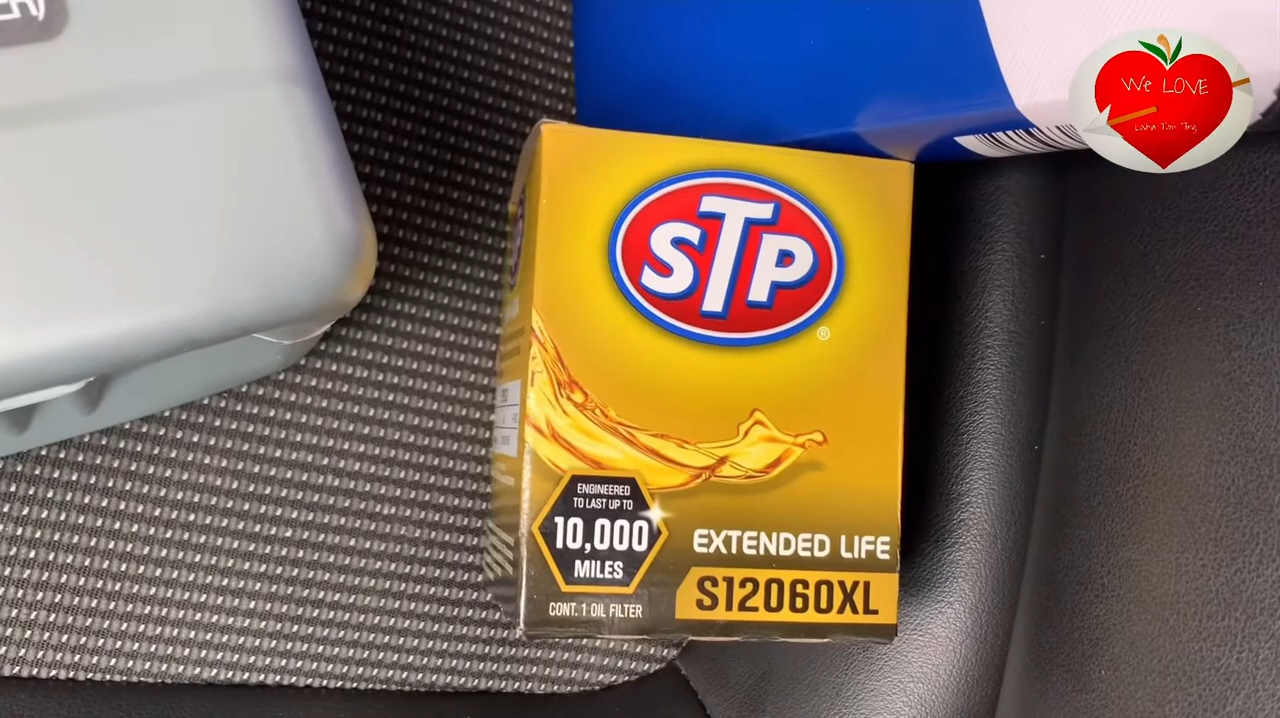 We LOVE
STP
®
ENGINEERED
TO LAST UP TO
10,000
MILES
EXTENDED LIFE
S12060XL
CONT. 1 OIL FILTER